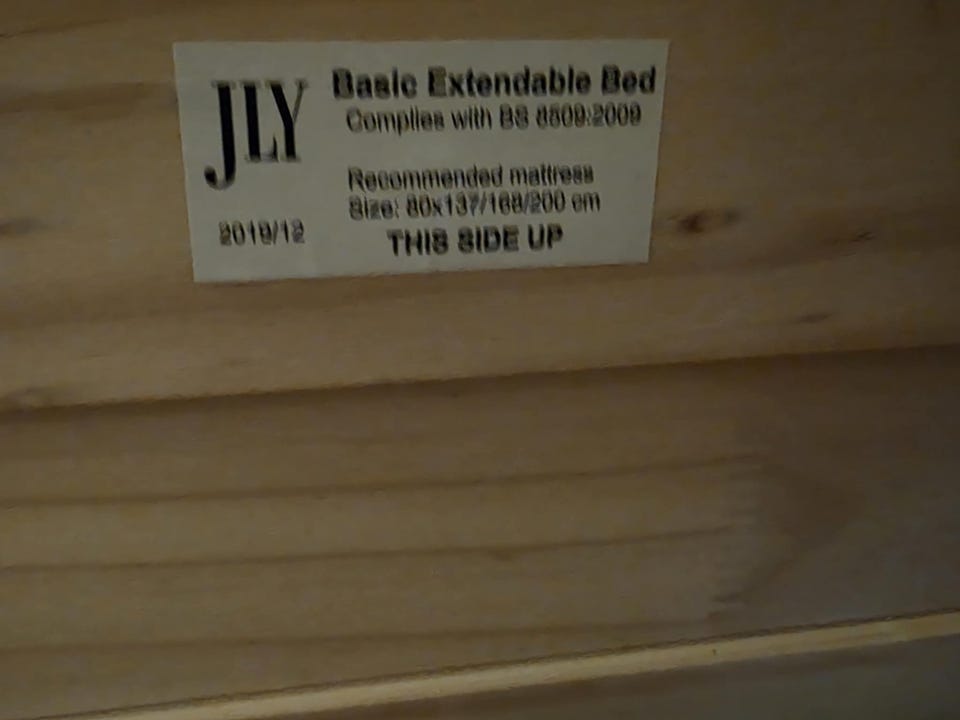 JLY
Basic Extendable Bed
Complies with BS 8509:2009
Recommended mattress
Size: 80x137/168/200 cm
2019/12
THIS SIDE UP